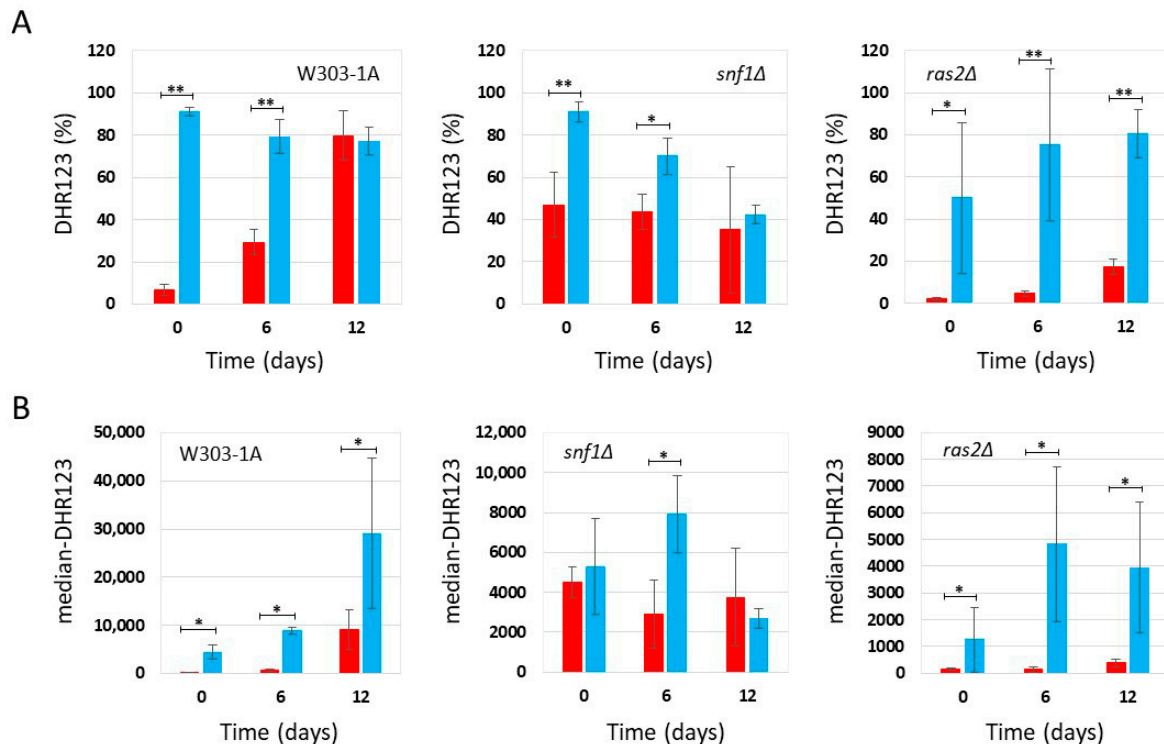 A
DHR123 (%)
120
100
80
60
40
20
0
W303-1A
**
**
0 6 12
Time (days)
DHR123 (%)
120
100
80
60
40
20
0
snf1Δ
**
*
0 6 12
Time (days)
DHR123 (%)
120
100
80
60
40
20
0
ras2Δ
*
**
**
0 6 12
Time (days)
B
median-DHR123
50,000
40,000
30,000
20,000
10,000
0
W303-1A
*
*
*
0 6 12
Time (days)
median-DHR123
12,000
10,000
8000
6000
4000
2000
0
snf1Δ
*
0 6 12
Time (days)
median-DHR123
9000
8000
7000
6000
5000
4000
3000
2000
1000
0
ras2Δ
*
*
*
0 6 12
Time (days)